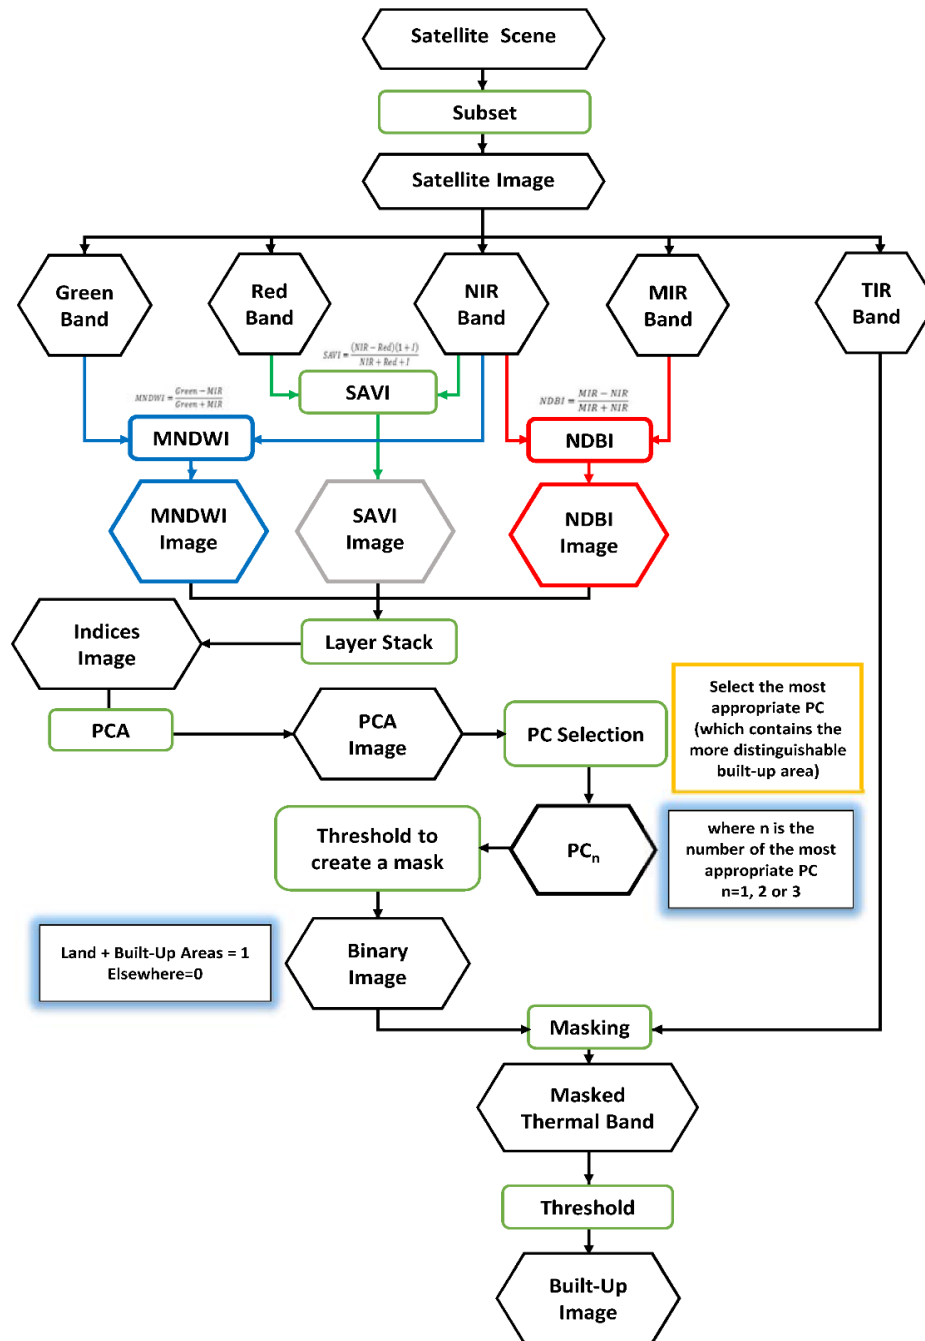 Satellite Scene
Subset
Satellite Image
Green
Band
Red
Band
NIR
Band
MIR
Band
TIR
Band
SAVI = (NIR − Red)(1 + I) / NIR + Red + I
MNDWI = Green − MIR / Green + MIR
SAVI
NDBI = MIR − NIR / MIR + NIR
MNDWI
NDBI
MNDWI
Image
SAVI
Image
NDBI
Image
Indices
Image
Layer Stack
PCA
PCA
Image
PC Selection
Select the most
appropriate PC
(which contains the
more distinguishable
built-up area)
Threshold to
create a mask
PCn
where n is the
number of the most
appropriate PC
n=1, 2 or 3
Land + Built-Up Areas = 1
Elsewhere=0
Binary
Image
Masking
Masked
Thermal Band
Threshold
Built-Up
Image